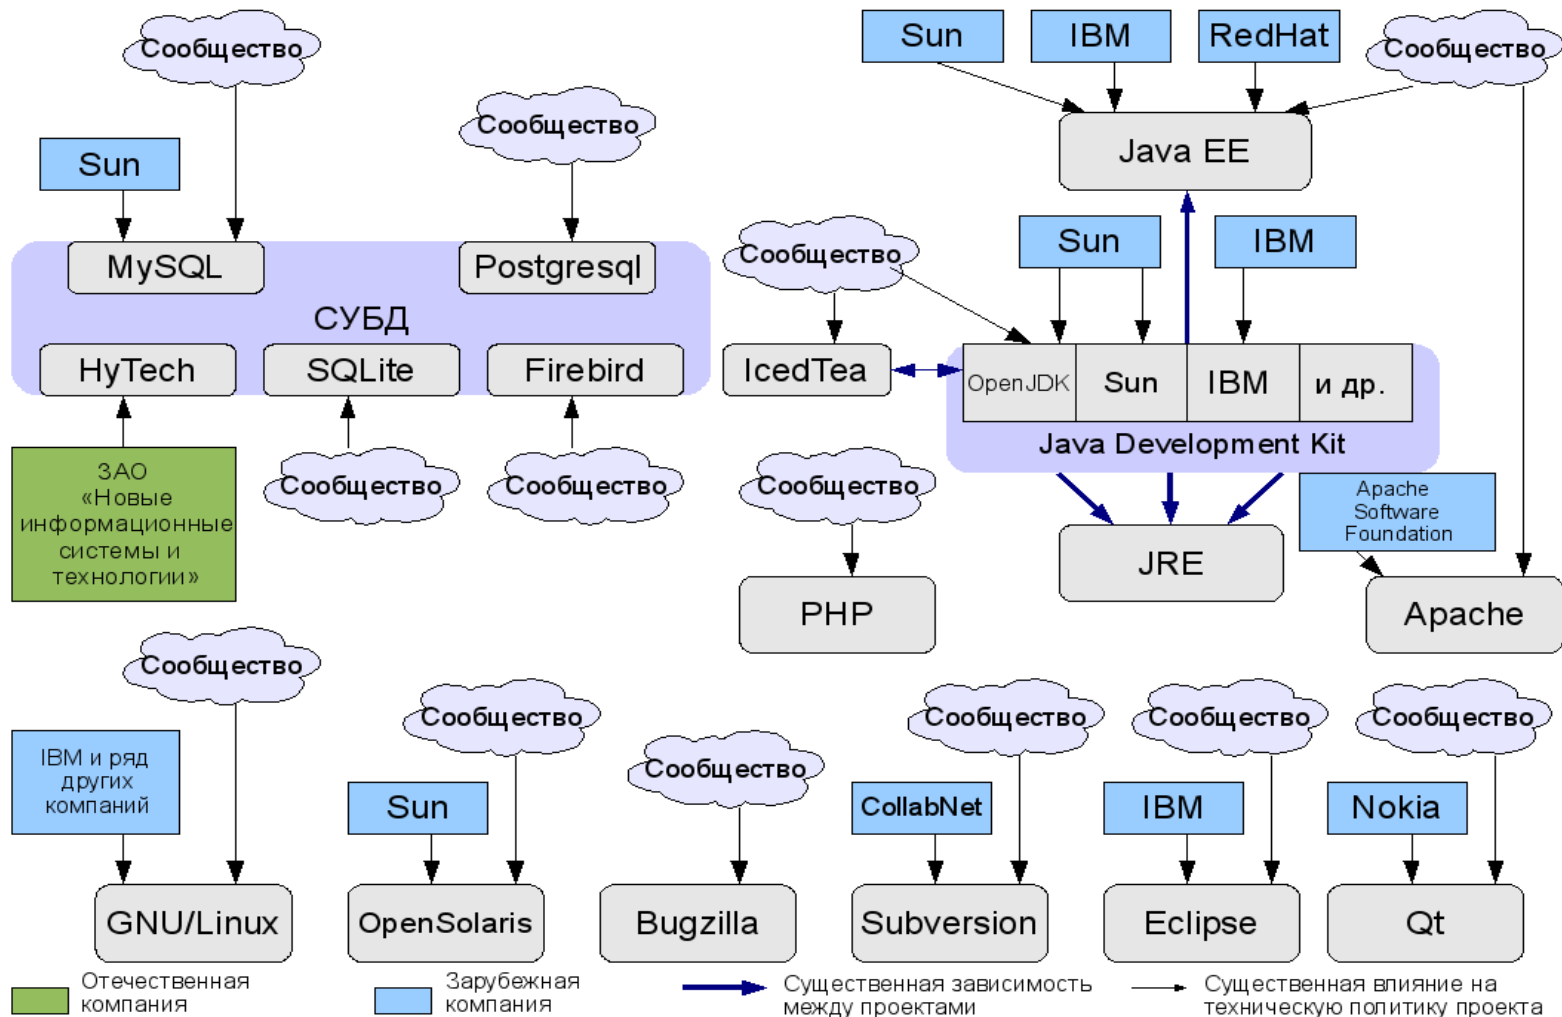 Сообщество
Sun
IBM
RedHat
Сообщество
Сообщество
Java EE
Sun
Сообщество
Sun
IBM
MySQL
Postgresql
СУБД
HyTech
SQLite
Firebird
IcedTea
OpenJDK
Sun
IBM
и др.
Java Development Kit
ЗАО
«Новые
информационные
системы и
технологии»
Сообщество
Сообщество
Сообщество
Apache
Software
Foundation
JRE
PHP
Apache
Сообщество
Сообщество
Сообщество
Сообщество
Сообщество
Сообщество
IBM и ряд
других
компаний
Sun
CollabNet
IBM
Nokia
GNU/Linux
OpenSolaris
Bugzilla
Subversion
Eclipse
Qt
Отечественная
компания
Зарубежная
компания
Существенная зависимость
между проектами
Существенная влияние на
техническую политику проекта